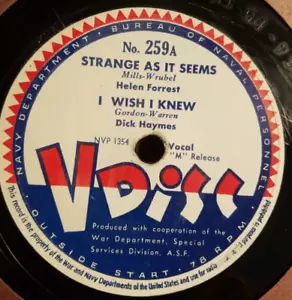 NAVY DEPARTMENT · BUREAU OF NAVAL PERSONNEL
No. 259A
STRANGE AS IT SEEMS
Mills-Wrubel
Helen Forrest
I WISH I KNEW
Gordon-Warren
Dick Haymes
NVP 1354
Vocal
"M" Release
V Disc
Produced with cooperation of the
War Department, Special
Services Division, A.S.F.
OUTSIDE START · 78 RPM
This record is the property of the War and Navy Departments of the United States and use for
is prohibited